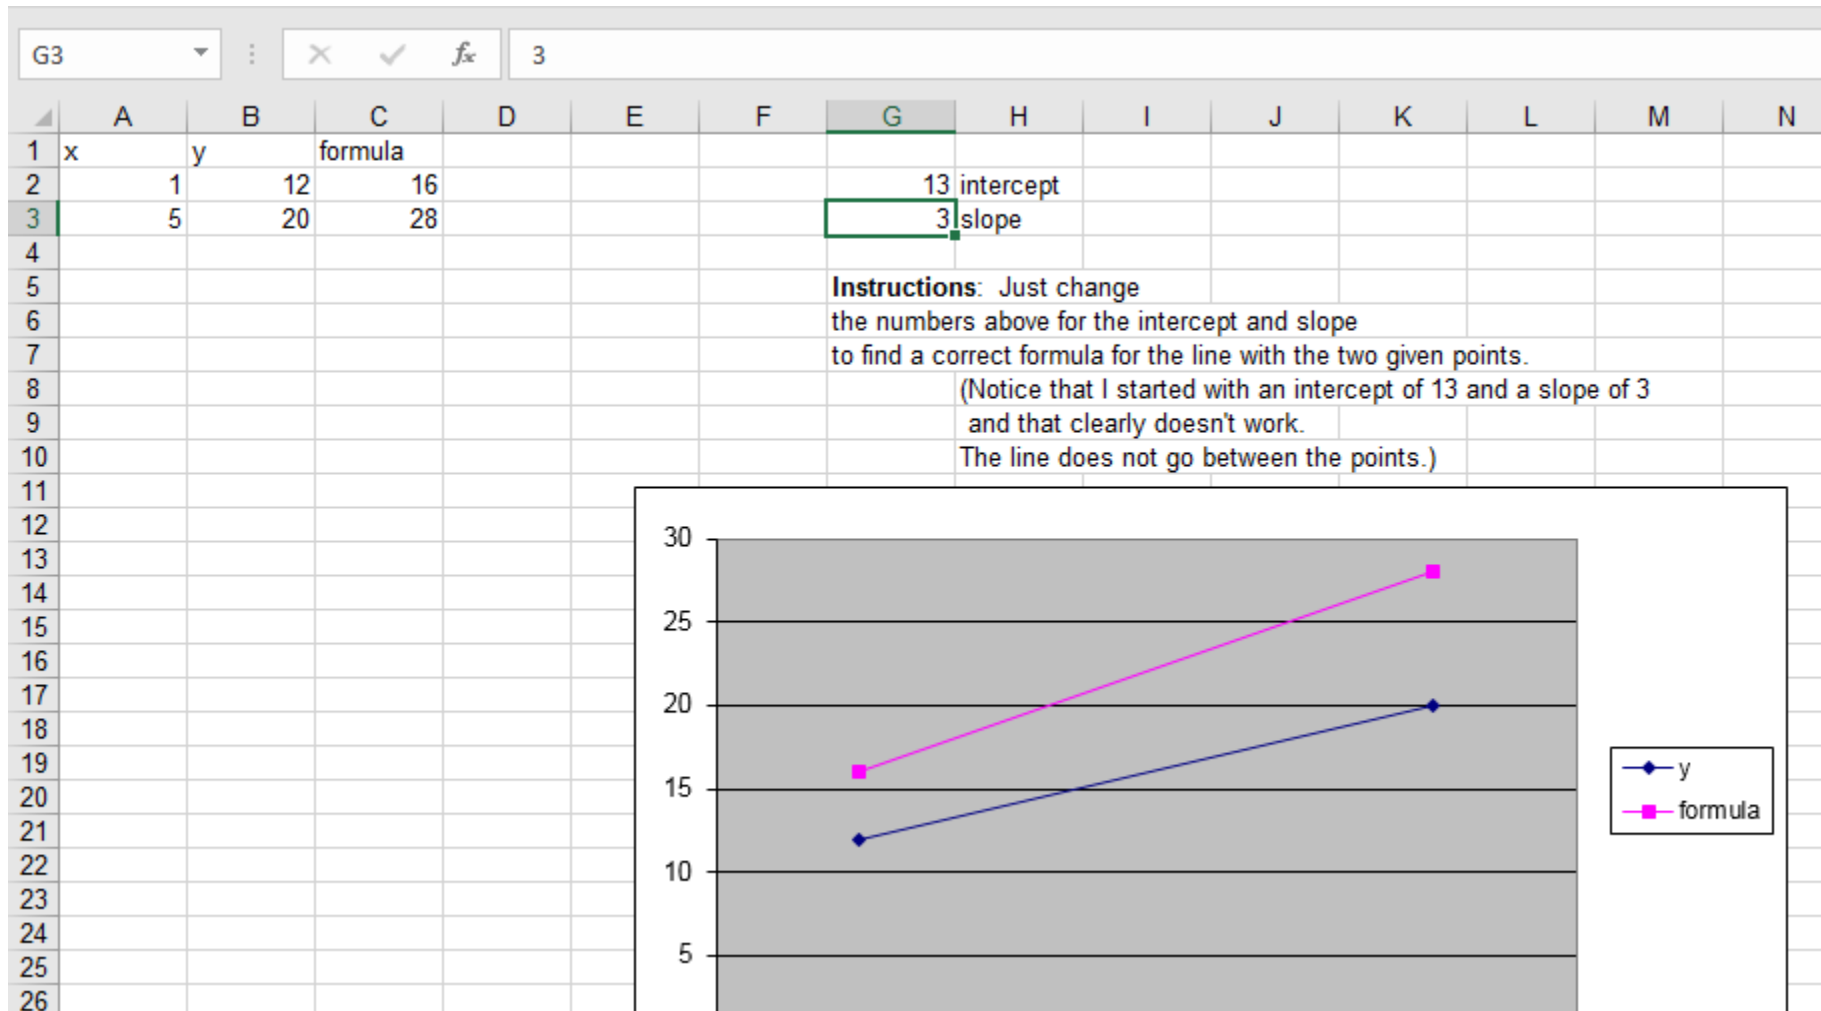 G3 fx 3
A B C D E F G H I J K L M N
1 x y formula
2 1 12 16 13 intercept
3 5 20 28 3 slope
4
5 Instructions: Just change
6 the numbers above for the intercept and slope
7 to find a correct formula for the line with the two given points.
8 (Notice that I started with an intercept of 13 and a slope of 3
9 and that clearly doesn't work.
10 The line does not go between the points.)
11
12
13
14
15
16
17
18
19
20
21
22
23
24
25
26
30
25
20
15
10
5
y
formula